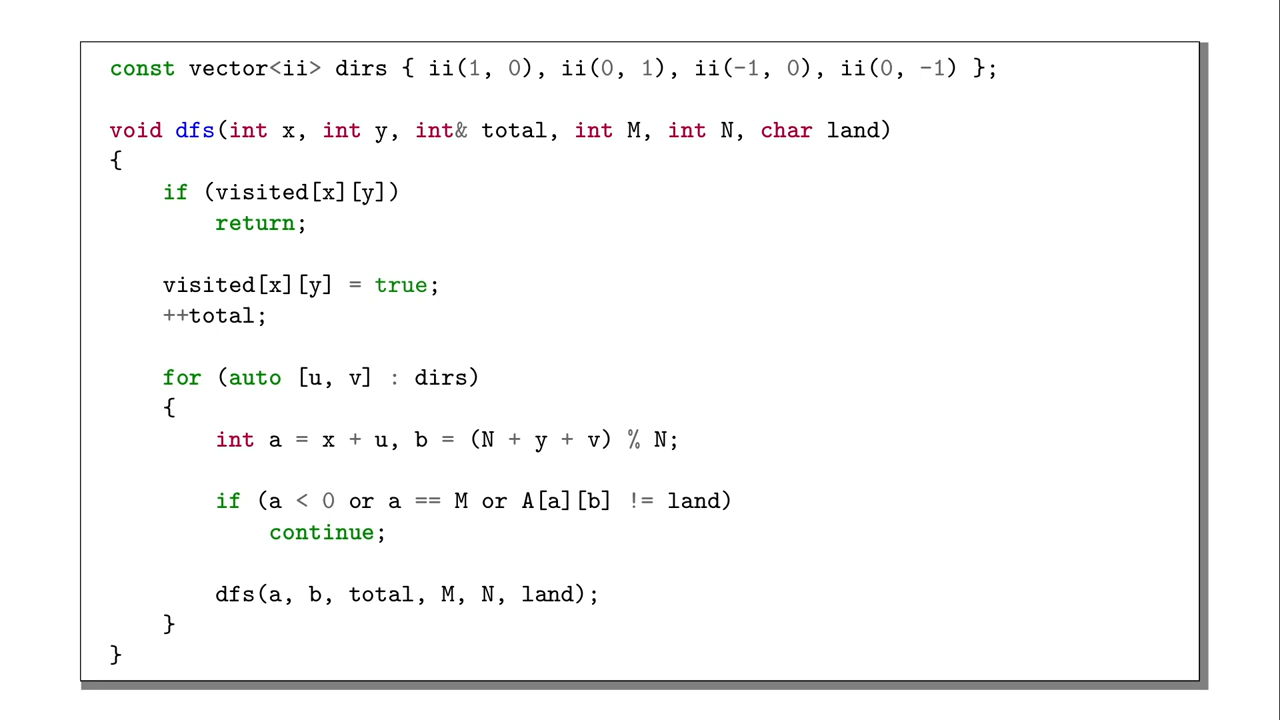 const vector<ii> dirs { ii(1, 0), ii(0, 1), ii(-1, 0), ii(0, -1) };
void dfs(int x, int y, int& total, int M, int N, char land)
{
    if (visited[x][y])
        return;
    visited[x][y] = true;
    ++total;
    for (auto [u, v] : dirs)
    {
        int a = x + u, b = (N + y + v) % N;
        if (a < 0 or a == M or A[a][b] != land)
            continue;
        dfs(a, b, total, M, N, land);
    }
}